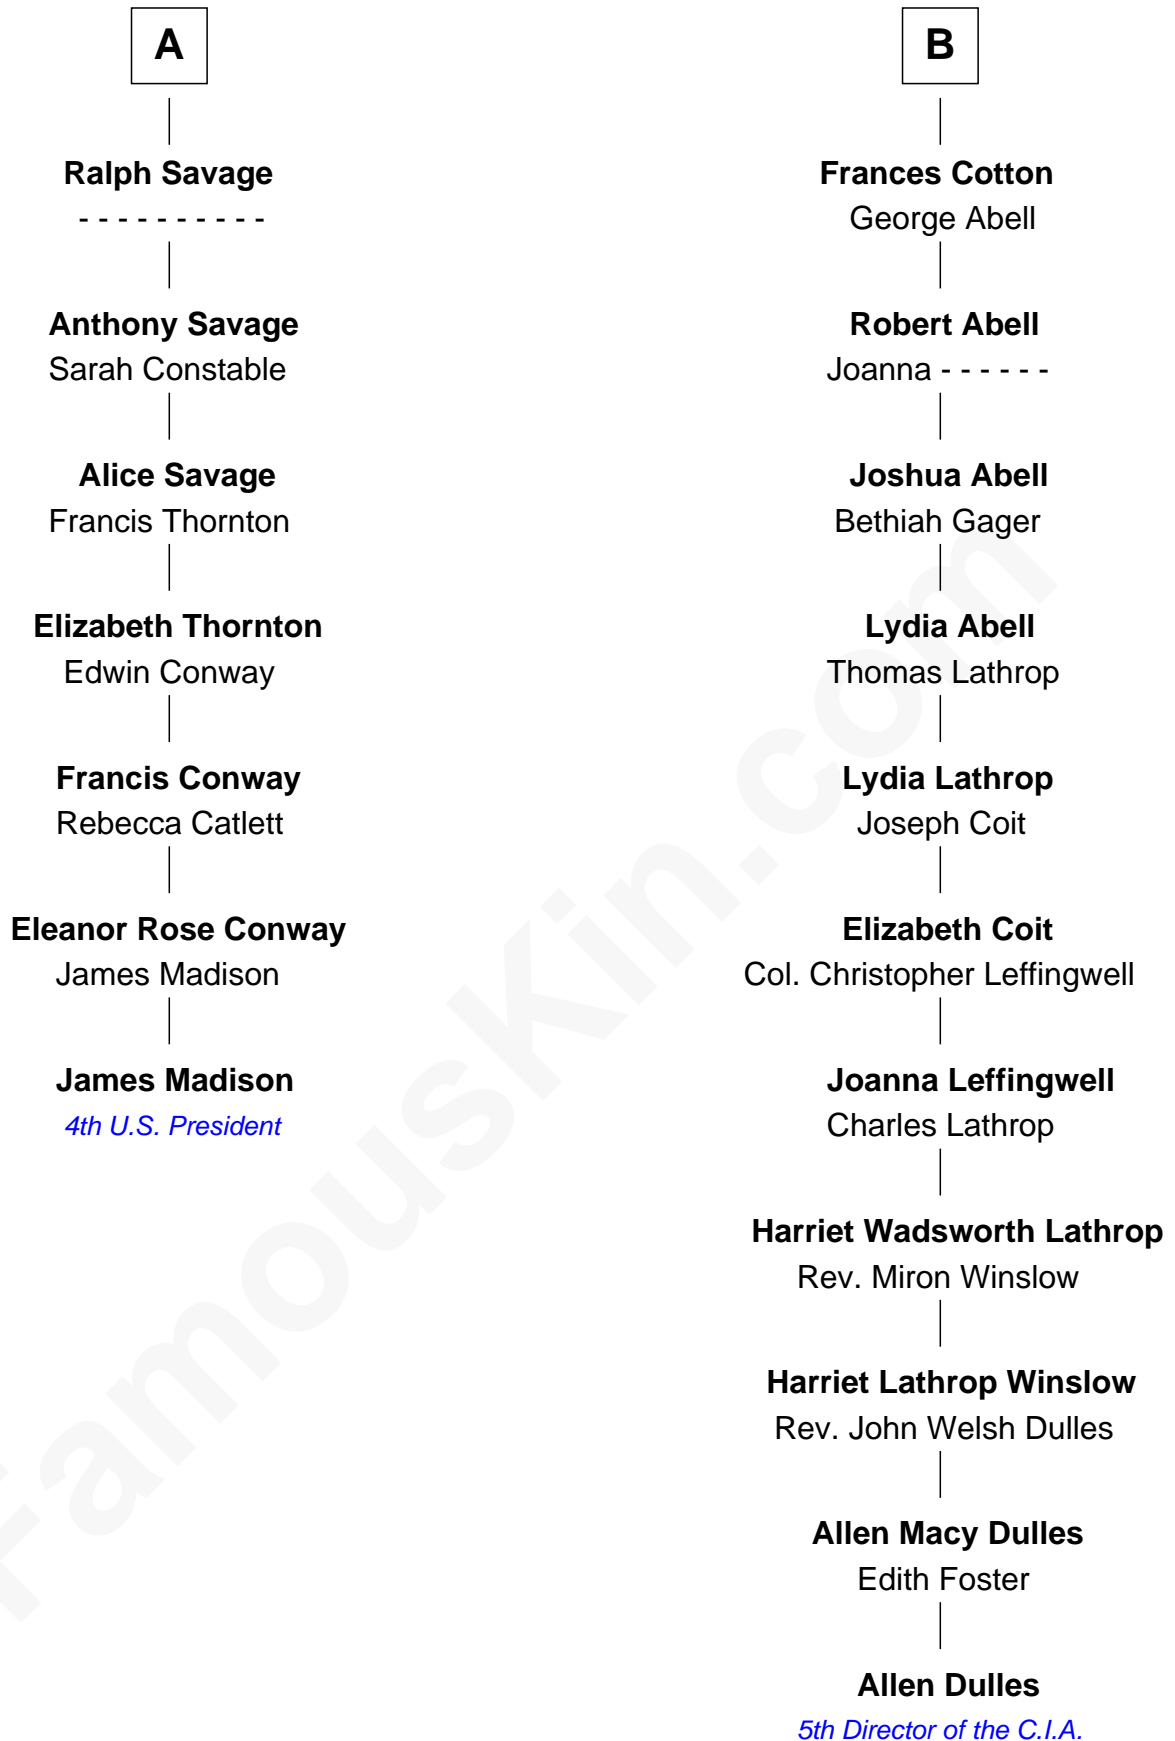 A
Ralph Savage
- - - - - - - - - -
Anthony Savage
Sarah Constable
Alice Savage
Francis Thornton
Elizabeth Thornton
Edwin Conway
Francis Conway
Rebecca Catlett
Eleanor Rose Conway
James Madison
James Madison
4th U.S. President
B
Frances Cotton
George Abell
Robert Abell
Joanna - - - - - -
Joshua Abell
Bethiah Gager
Lydia Abell
Thomas Lathrop
Lydia Lathrop
Joseph Coit
Elizabeth Coit
Col. Christopher Leffingwell
Joanna Leffingwell
Charles Lathrop
Harriet Wadsworth Lathrop
Rev. Miron Winslow
Harriet Lathrop Winslow
Rev. John Welsh Dulles
Allen Macy Dulles
Edith Foster
Allen Dulles
5th Director of the C.I.A.
FamousKin.com